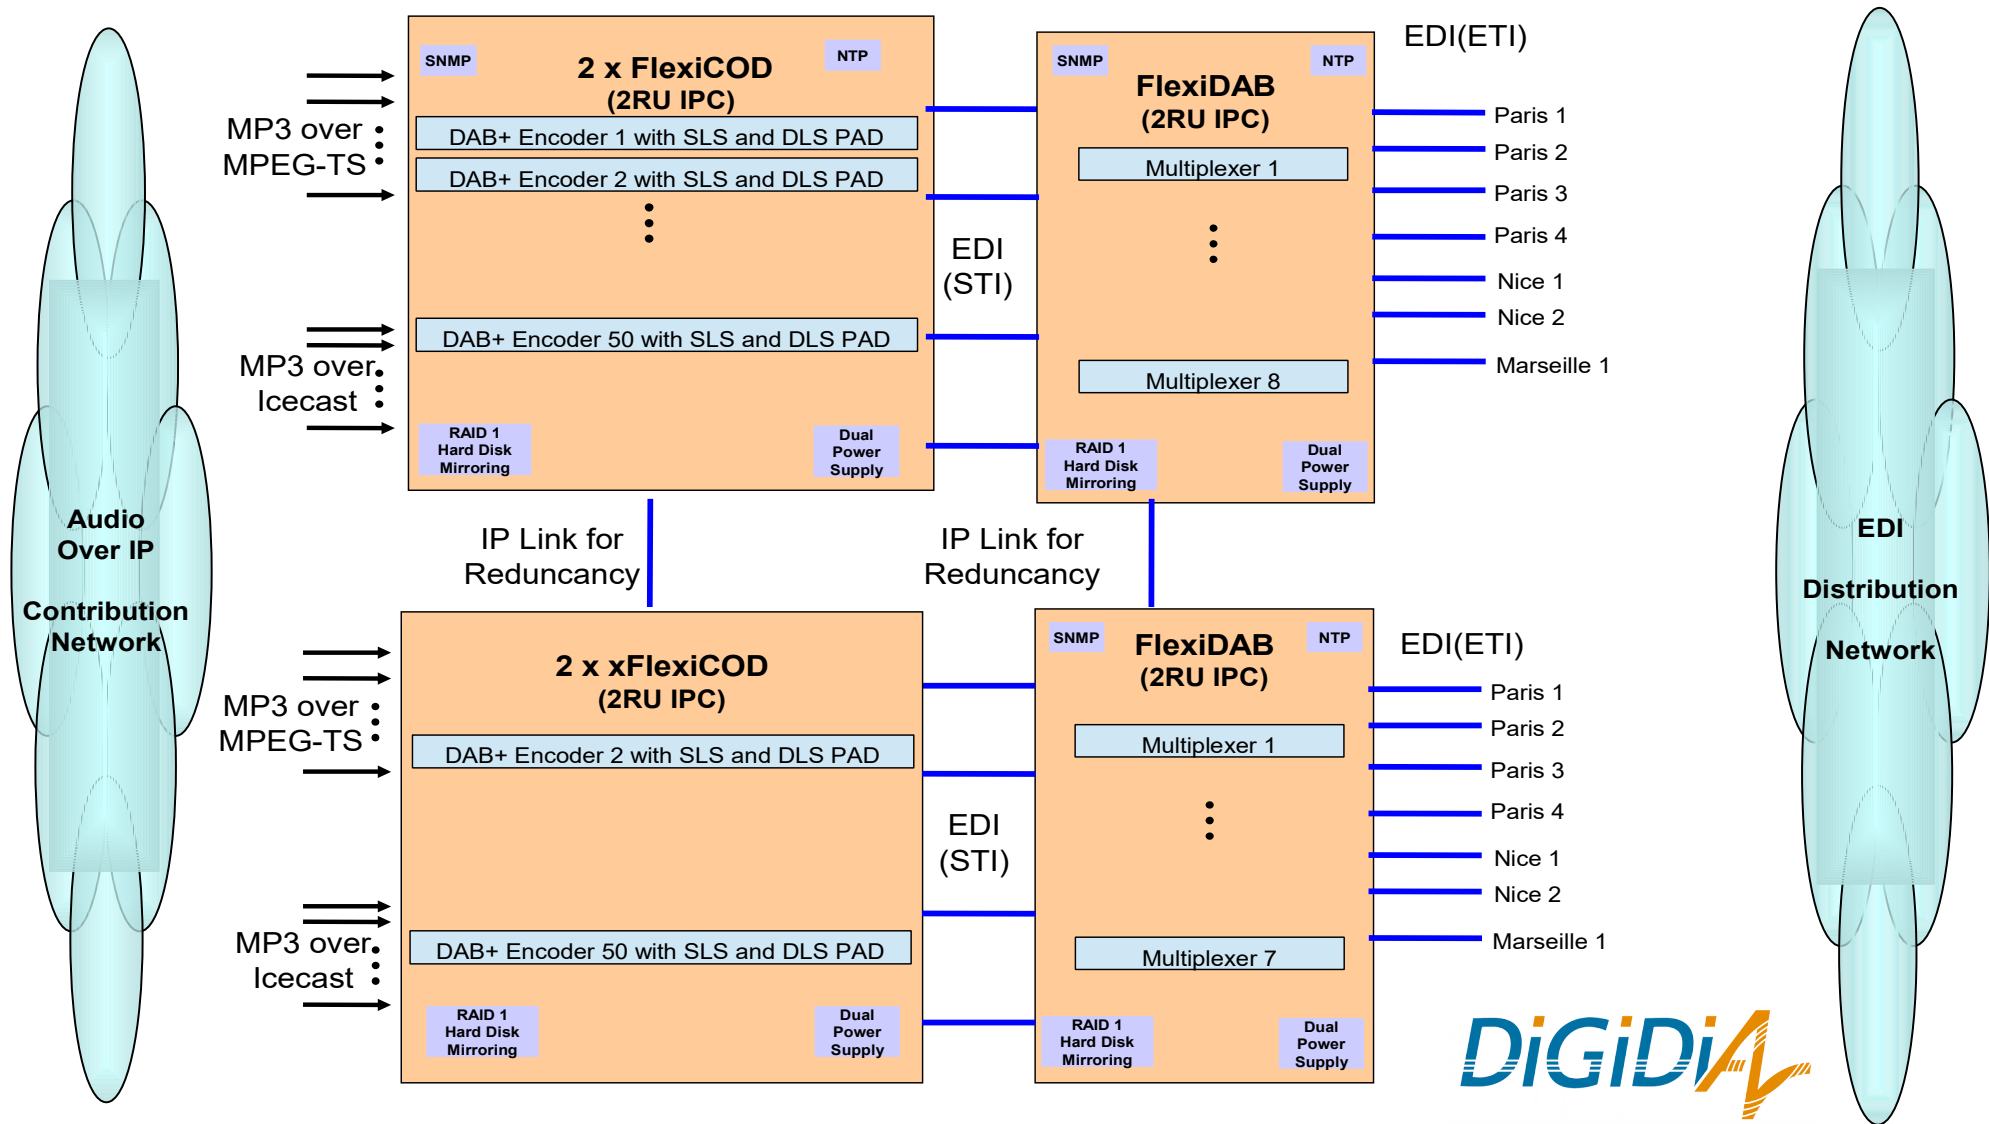 Audio
Over IP
Contribution
Network
MP3 over
MPEG-TS
MP3 over
Icecast
SNMP
NTP
2 x FlexiCOD
(2RU IPC)
DAB+ Encoder 1 with SLS and DLS PAD
DAB+ Encoder 2 with SLS and DLS PAD
DAB+ Encoder 50 with SLS and DLS PAD
RAID 1
Hard Disk
Mirroring
Dual
Power
Supply
EDI
(STI)
SNMP
NTP
FlexiDAB
(2RU IPC)
Multiplexer 1
Multiplexer 8
RAID 1
Hard Disk
Mirroring
Dual
Power
Supply
EDI(ETI)
Paris 1
Paris 2
Paris 3
Paris 4
Nice 1
Nice 2
Marseille 1
IP Link for
Reduncancy
IP Link for
Reduncancy
MP3 over
MPEG-TS
MP3 over
Icecast
2 x xFlexiCOD
(2RU IPC)
DAB+ Encoder 2 with SLS and DLS PAD
DAB+ Encoder 50 with SLS and DLS PAD
RAID 1
Hard Disk
Mirroring
Dual
Power
Supply
EDI
(STI)
SNMP
NTP
FlexiDAB
(2RU IPC)
Multiplexer 1
Multiplexer 7
RAID 1
Hard Disk
Mirroring
Dual
Power
Supply
EDI(ETI)
Paris 1
Paris 2
Paris 3
Paris 4
Nice 1
Nice 2
Marseille 1
EDI
Distribution
Network
DiGiDiA